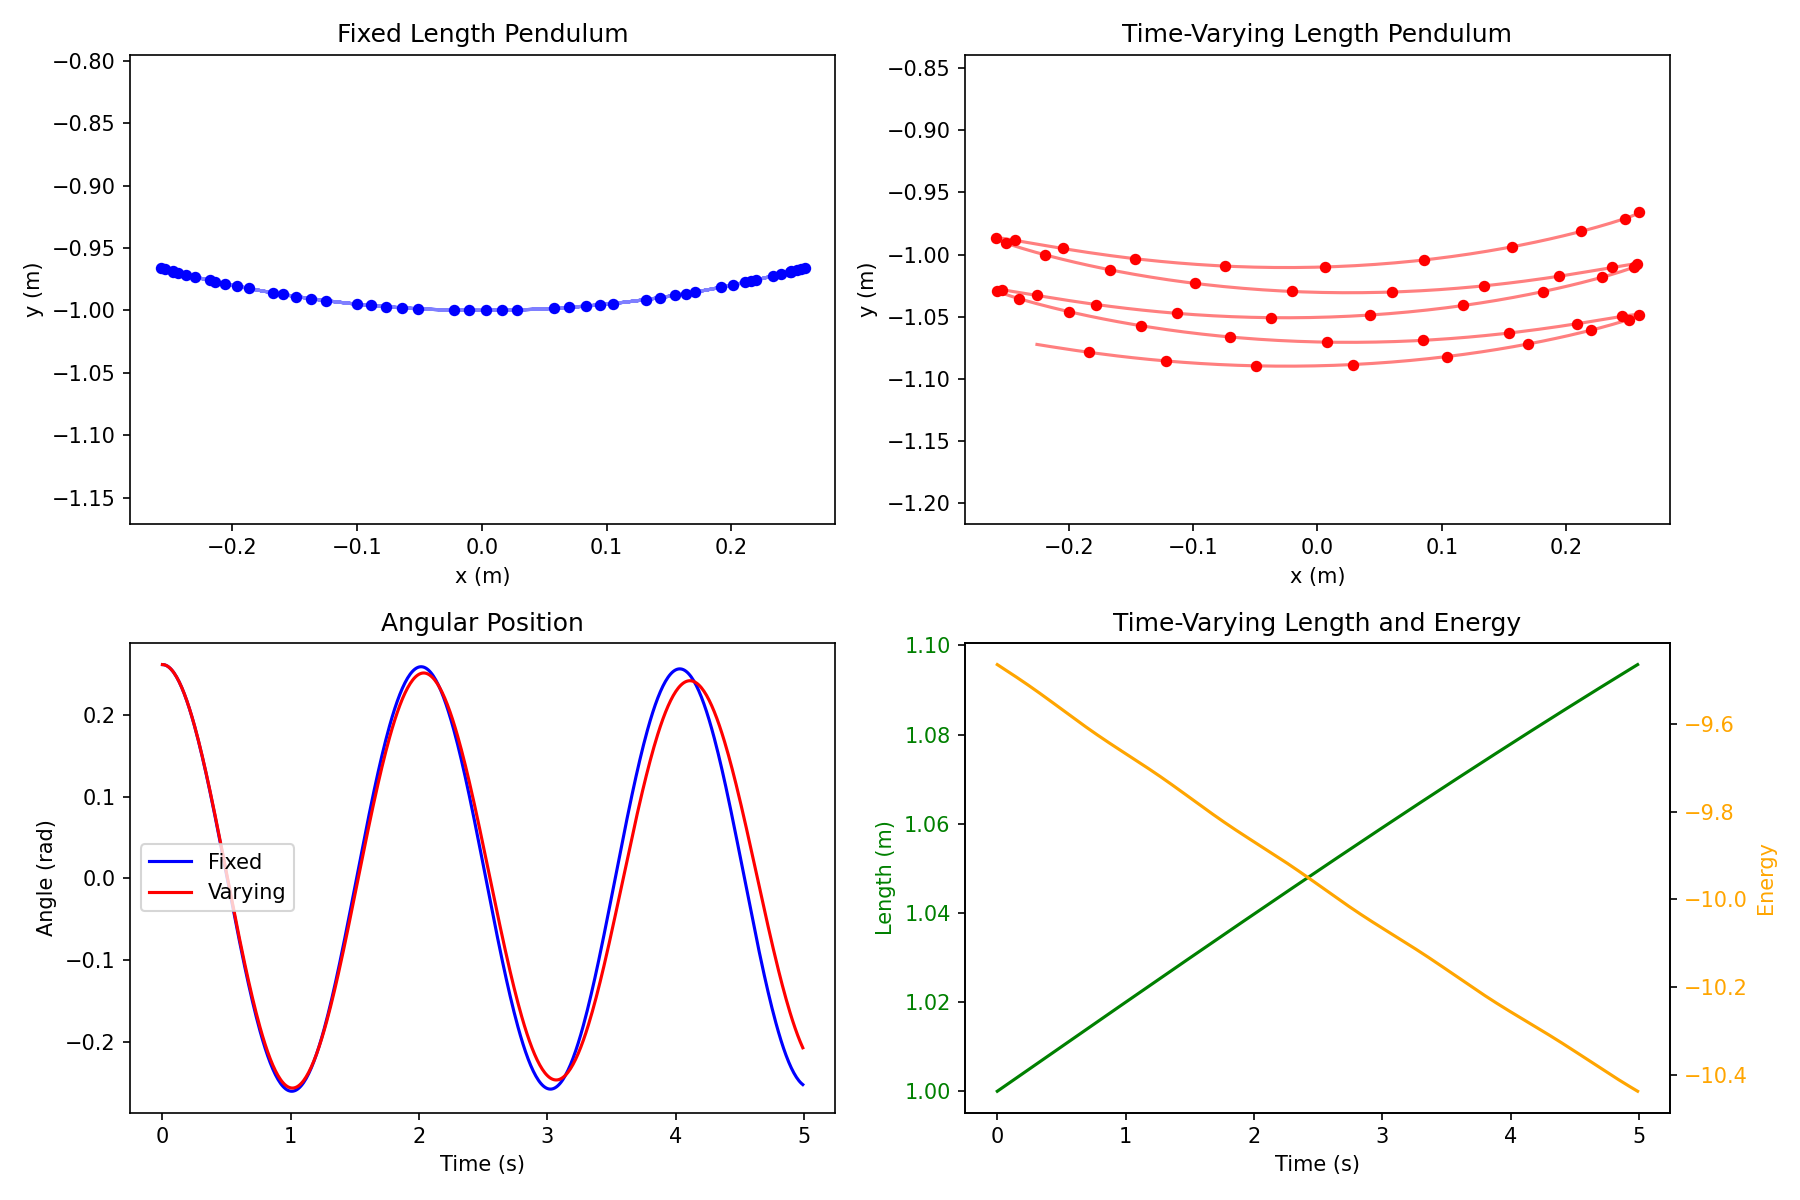 Fixed Length Pendulum
−0.80
−0.85
−0.90
−0.95
−1.00
−1.05
−1.10
−1.15
y (m)
−0.2 −0.1 0.0 0.1 0.2
x (m)
Time-Varying Length Pendulum
−0.85
−0.90
−0.95
−1.00
−1.05
−1.10
−1.15
−1.20
y (m)
−0.2 −0.1 0.0 0.1 0.2
x (m)
Angular Position
0.2
0.1
0.0
−0.1
−0.2
Angle (rad)
Fixed
Varying
0 1 2 3 4 5
Time (s)
Time-Varying Length and Energy
1.10
1.08
1.06
1.04
1.02
1.00
Length (m)
−9.6
−9.8
−10.0
−10.2
−10.4
Energy
0 1 2 3 4 5
Time (s)